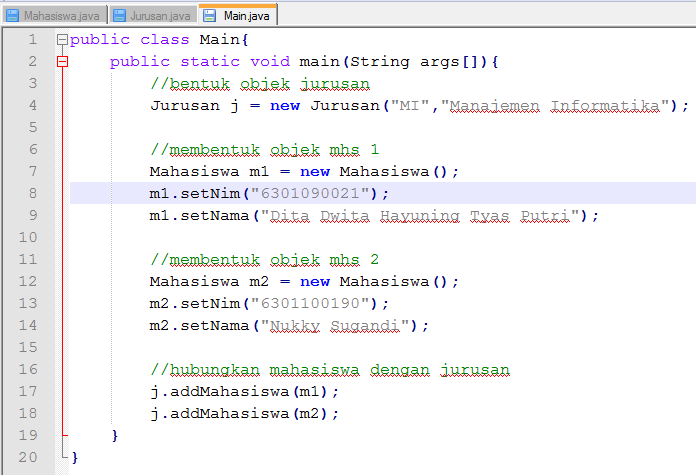 Mahasiswa.java Jurusan.java Main.java
1 public class Main{
2 public static void main(String args[]){
3 //bentuk objek jurusan
4 Jurusan j = new Jurusan("MI","Manajemen Informatika");
5
6 //membentuk objek mhs 1
7 Mahasiswa m1 = new Mahasiswa();
8 m1.setNim("6301090021");
9 m1.setNama("Dita Dwita Hayuning Tyas Putri");
10
11 //membentuk objek mhs 2
12 Mahasiswa m2 = new Mahasiswa();
13 m2.setNim("6301100190");
14 m2.setNama("Nukky Sugandi");
15
16 //hubungkan mahasiswa dengan jurusan
17 j.addMahasiswa(m1);
18 j.addMahasiswa(m2);
19 }
20 }